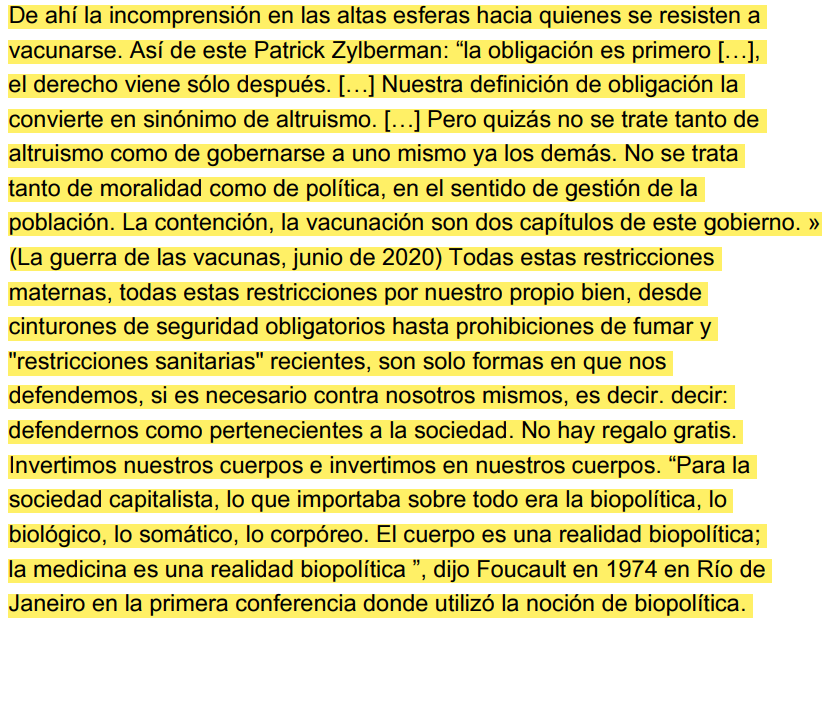 De ahí la incomprensión en las altas esferas hacia quienes se resisten a
vacunarse. Así de este Patrick Zylberman: “la obligación es primero […],
el derecho viene sólo después. […] Nuestra definición de obligación la
convierte en sinónimo de altruismo. […] Pero quizás no se trate tanto de
altruismo como de gobernarse a uno mismo ya los demás. No se trata
tanto de moralidad como de política, en el sentido de gestión de la
población. La contención, la vacunación son dos capítulos de este gobierno. »
(La guerra de las vacunas, junio de 2020) Todas estas restricciones
maternas, todas estas restricciones por nuestro propio bien, desde
cinturones de seguridad obligatorios hasta prohibiciones de fumar y
"restricciones sanitarias" recientes, son solo formas en que nos
defendemos, si es necesario contra nosotros mismos, es decir. decir:
defendernos como pertenecientes a la sociedad. No hay regalo gratis.
Invertimos nuestros cuerpos e invertimos en nuestros cuerpos. “Para la
sociedad capitalista, lo que importaba sobre todo era la biopolítica, lo
biológico, lo somático, lo corpóreo. El cuerpo es una realidad biopolítica;
la medicina es una realidad biopolítica ”, dijo Foucault en 1974 en Río de
Janeiro en la primera conferencia donde utilizó la noción de biopolítica.